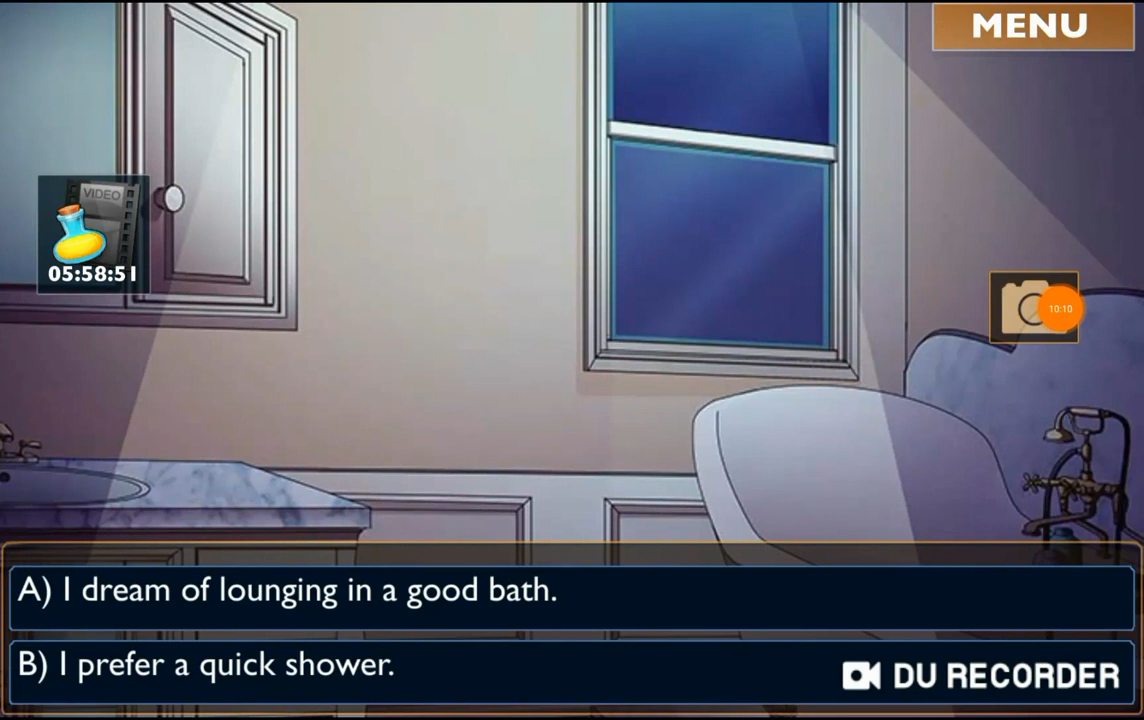 MENU
VIDEO
05:58:51
10:10
A) I dream of lounging in a good bath.
B) I prefer a quick shower.
DU RECORDER